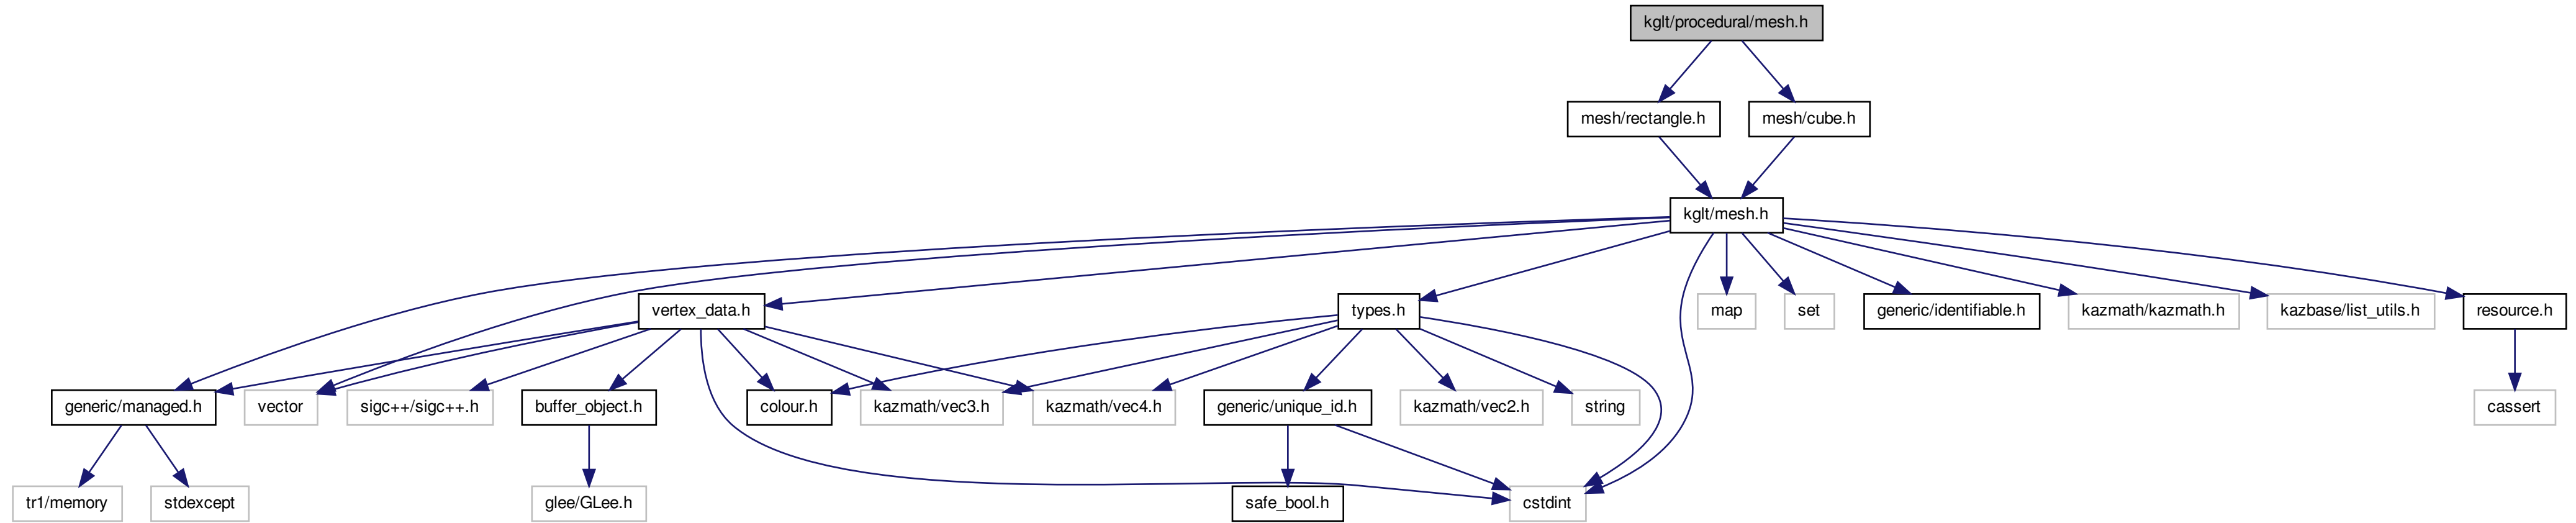 kglt/procedural/mesh.h
mesh/rectangle.h
mesh/cube.h
kglt/mesh.h
vertex_data.h
types.h
map
set
generic/identifiable.h
kazmath/kazmath.h
kazbase/list_utils.h
resource.h
generic/managed.h
vector
sigc++/sigc++.h
buffer_object.h
colour.h
kazmath/vec3.h
kazmath/vec4.h
generic/unique_id.h
kazmath/vec2.h
string
cassert
tr1/memory
stdexcept
glee/GLee.h
safe_bool.h
cstdint